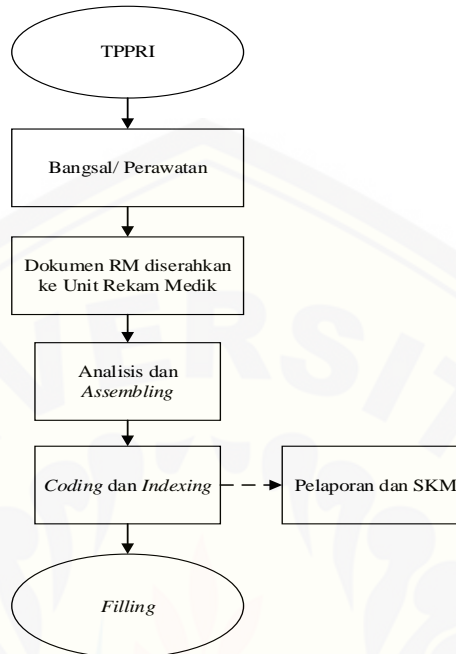 TPPRI
Bangsal/ Perawatan
Dokumen RM diserahkan
ke Unit Rekam Medik
Analisis dan
Assembling
Coding dan Indexing
Pelaporan dan SKM
Filling